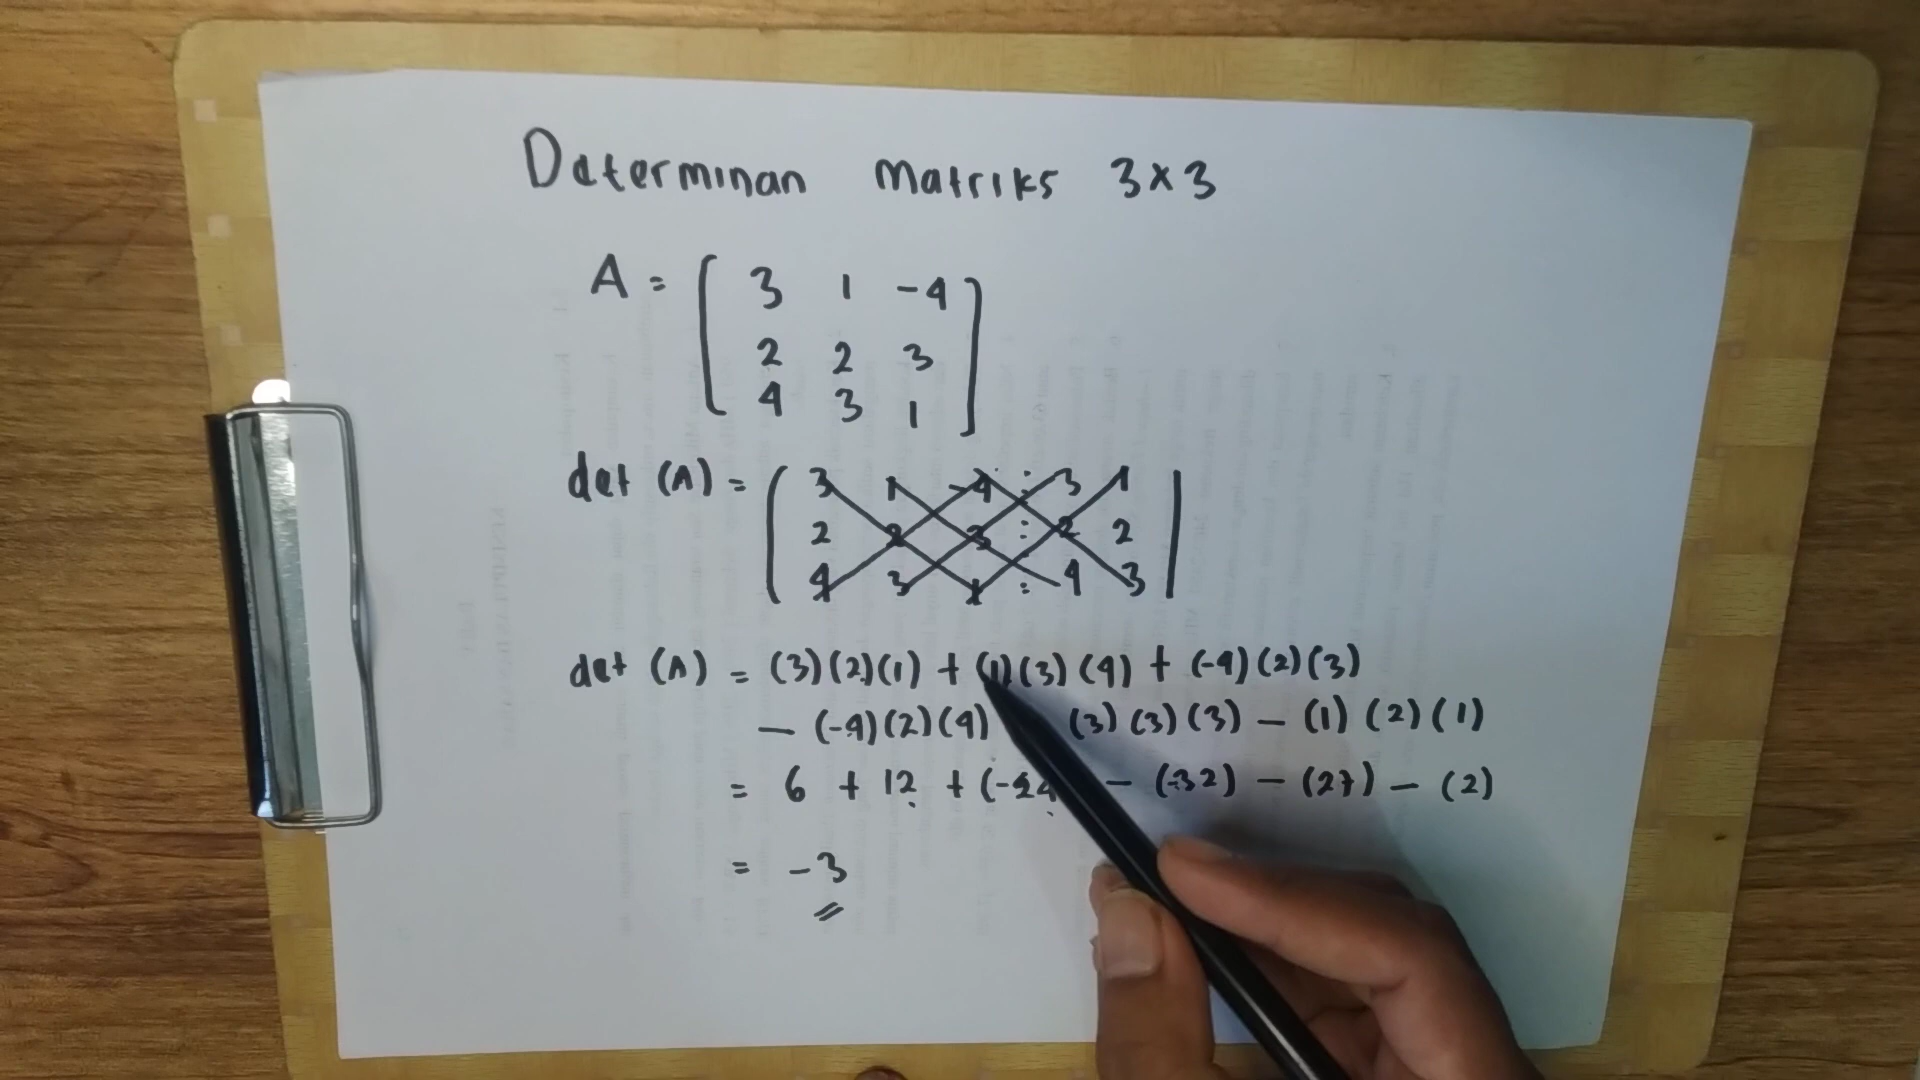 Determinan Matriks 3x3
A = [ 3 1 -4
2 2 3
4 3 1 ]
det (A) = | 3 1 -4 : 3 1 |
2 2 3 : 2 2
4 3 1 : 4 3
det (A) = (3)(2)(1) + (1)(3)(4) + (-4)(2)(3)
- (-4)(2)(4) (3)(3)(3) - (1)(2)(1)
= 6 + 12 + (-24 - (-32) - (27) - (2)
= -3